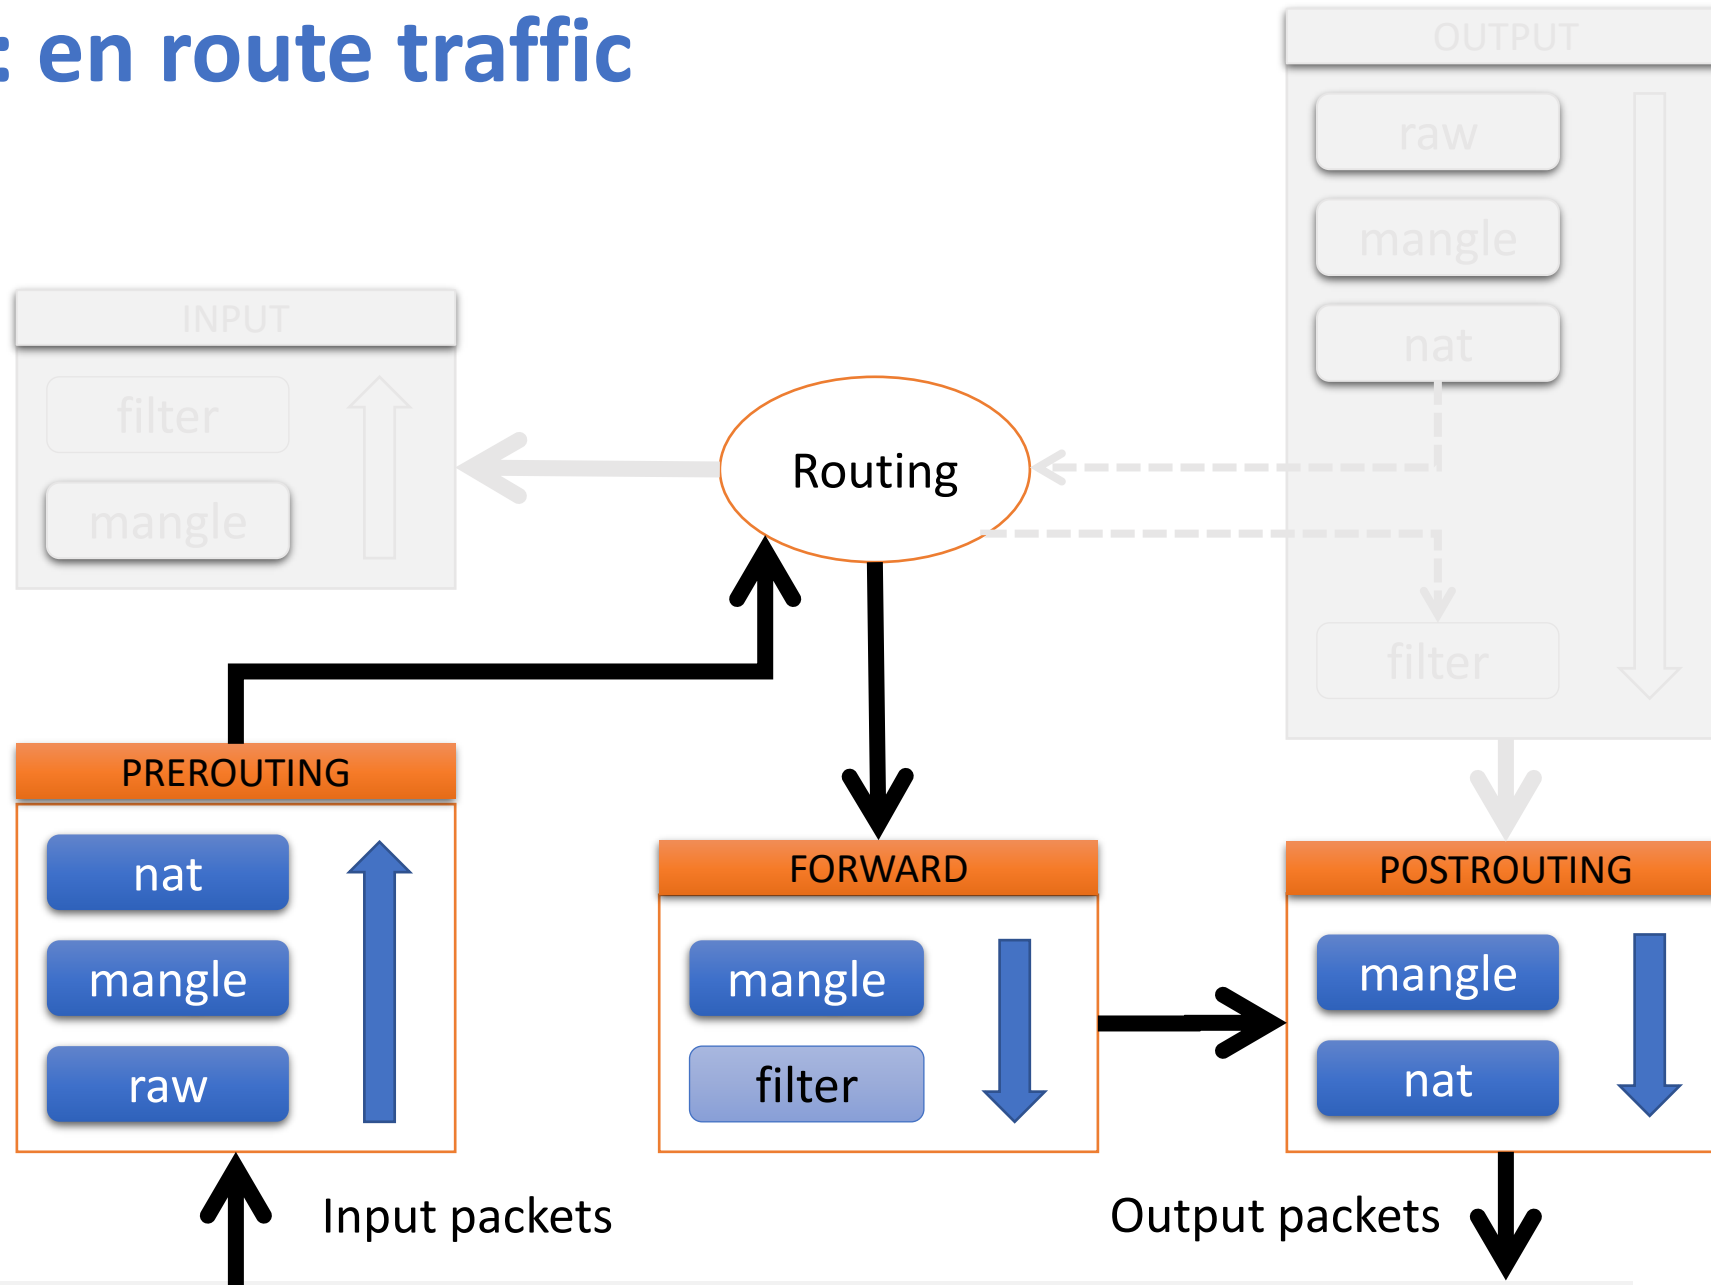 : en route traffic
OUTPUT
raw
mangle
nat
filter
INPUT
filter
mangle
Routing
PREROUTING
nat
mangle
raw
FORWARD
mangle
filter
POSTROUTING
mangle
nat
Input packets
Output packets